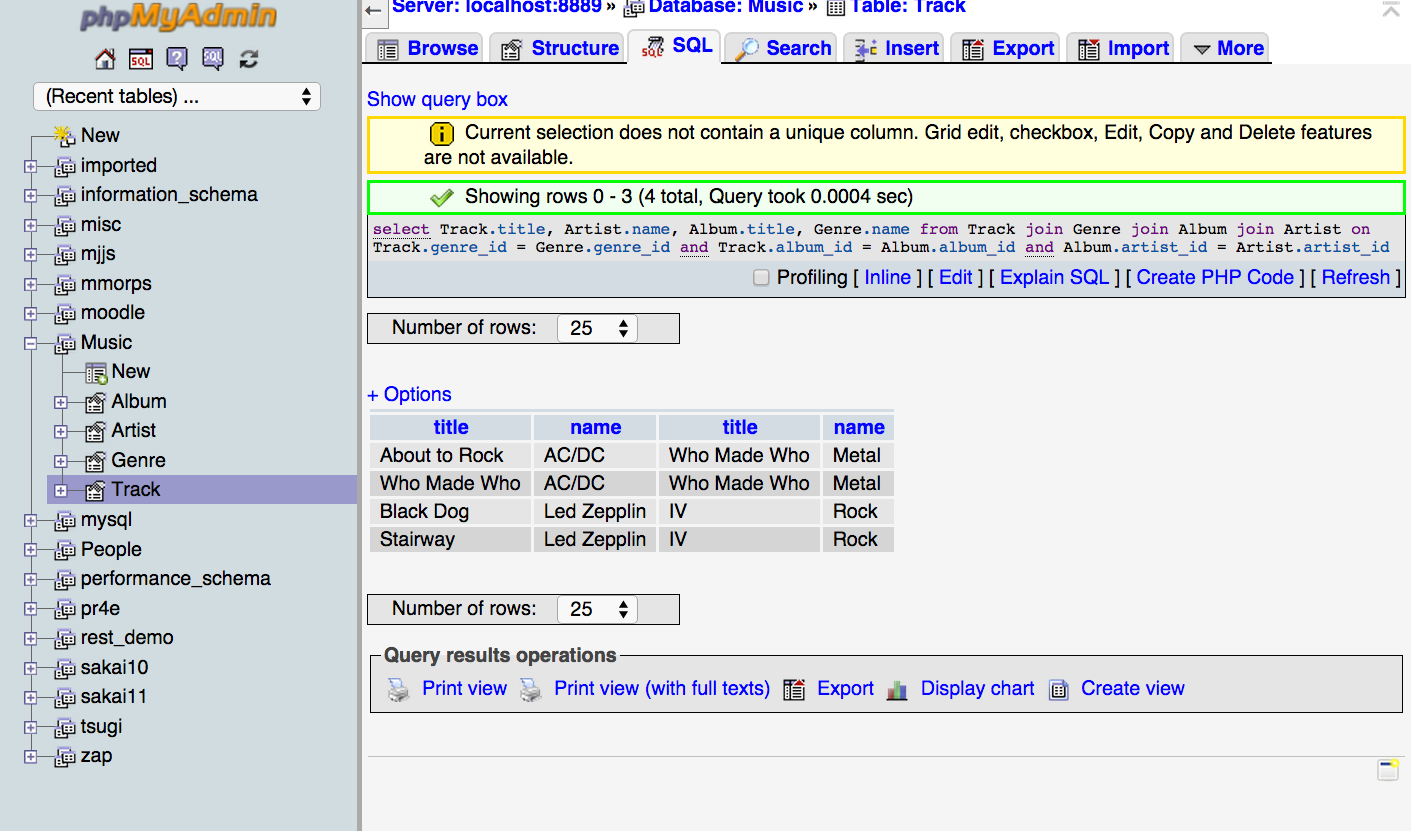 phpMyAdmin
(Recent tables) ...
New
imported
information_schema
misc
mjjs
mmorps
moodle
Music
New
Album
Artist
Genre
Track
mysql
People
performance_schema
pr4e
rest_demo
sakai10
sakai11
tsugi
zap
Server: localhost:8889 » Database: Music » Table: Track
Browse Structure SQL Search Insert Export Import More
Show query box
Current selection does not contain a unique column. Grid edit, checkbox, Edit, Copy and Delete features
are not available.
Showing rows 0 - 3 (4 total, Query took 0.0004 sec)
select Track.title, Artist.name, Album.title, Genre.name from Track join Genre join Album join Artist on
Track.genre_id = Genre.genre_id and Track.album_id = Album.album_id and Album.artist_id = Artist.artist_id
Profiling [ Inline ] [ Edit ] [ Explain SQL ] [ Create PHP Code ] [ Refresh ]
Number of rows: 25
+ Options
title name title name
About to Rock AC/DC Who Made Who Metal
Who Made Who AC/DC Who Made Who Metal
Black Dog Led Zepplin IV Rock
Stairway Led Zepplin IV Rock
Number of rows: 25
Query results operations
Print view Print view (with full texts) Export Display chart Create view